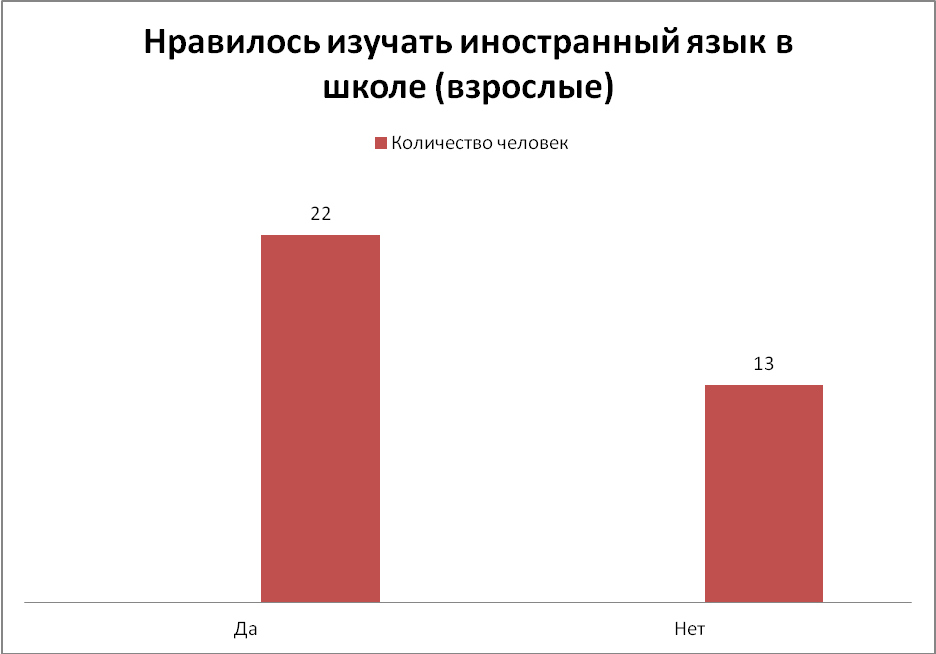 Нравилось изучать иностранный язык в
школе (взрослые)
Количество человек
22
13
Да
Нет